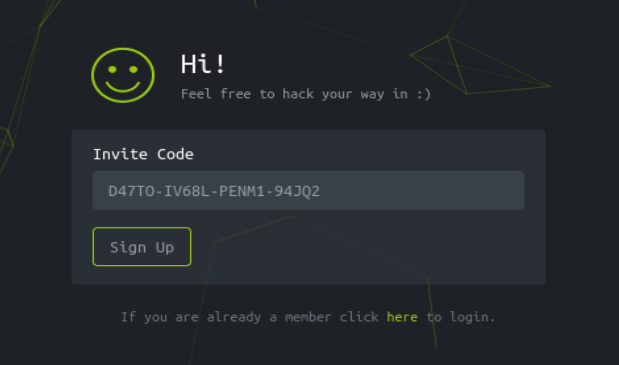 Hi!
Feel free to hack your way in :)
Invite Code
D47TO-IV68L-PENM1-94JQ2
Sign Up
If you are already a member click here to login.